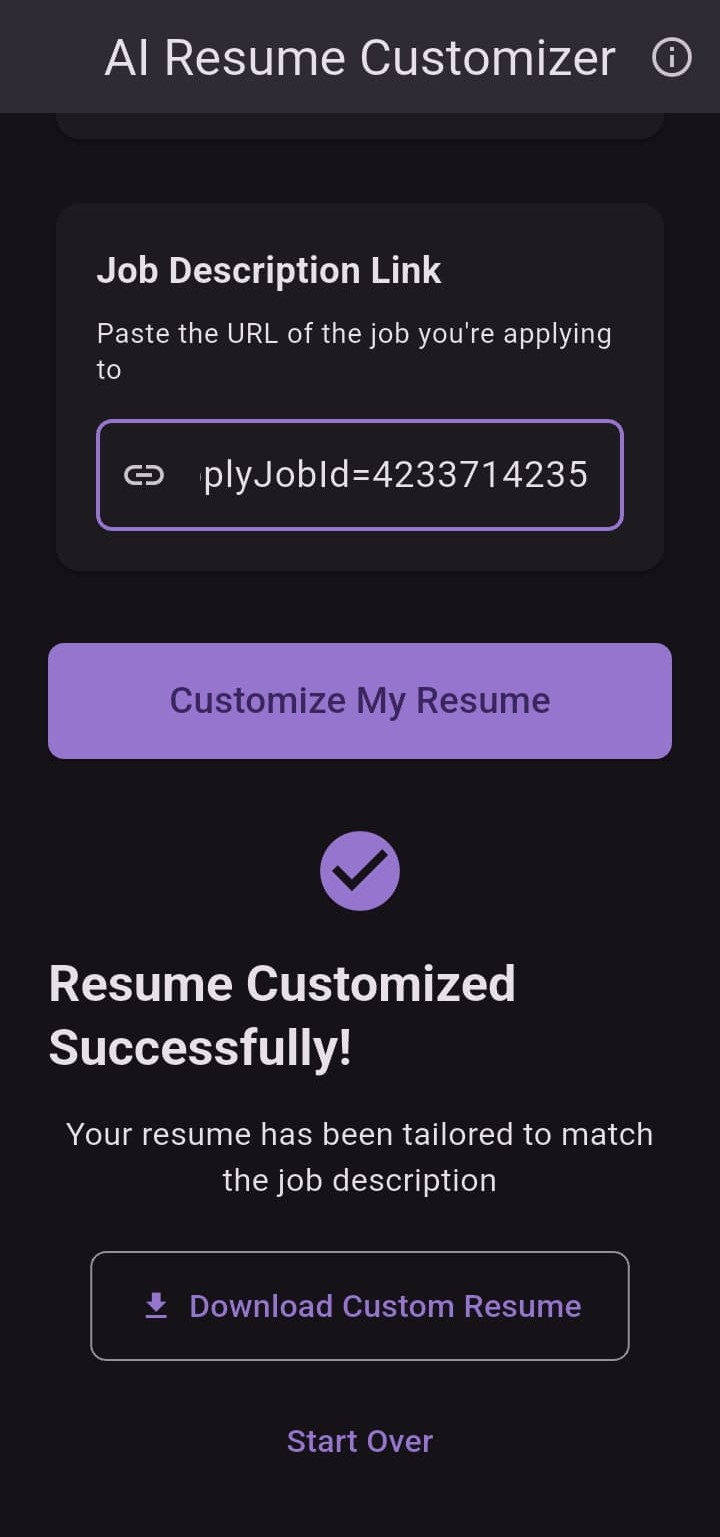 AI Resume Customizer
Job Description Link
Paste the URL of the job you're applying
to
plyJobId=4233714235
Customize My Resume
Resume Customized
Successfully!
Your resume has been tailored to match
the job description
Download Custom Resume
Start Over